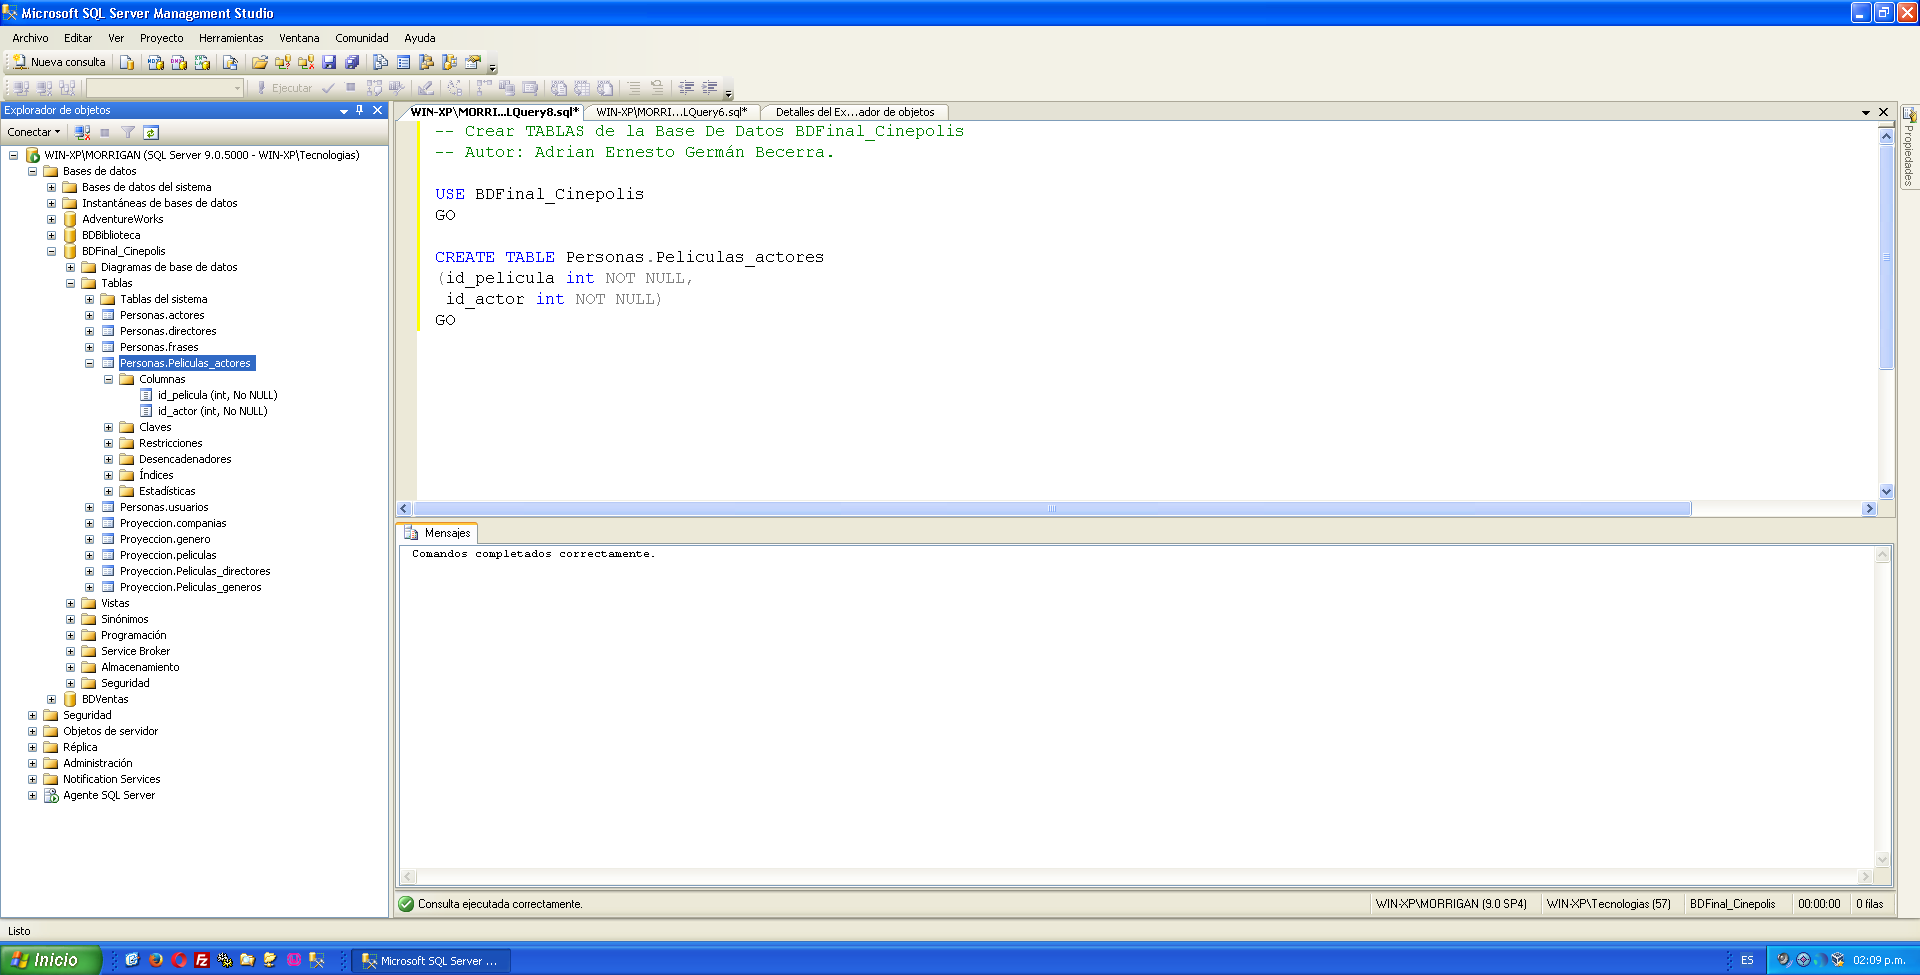 Microsoft SQL Server Management Studio
Archivo Editar Ver Proyecto Herramientas Ventana Comunidad Ayuda
Nueva consulta
Ejecutar
Explorador de objetos
Conectar
WIN-XP\MORRIGAN (SQL Server 9.0.5000 - WIN-XP\Tecnologias)
Bases de datos
Bases de datos del sistema
Instantáneas de bases de datos
AdventureWorks
BDBiblioteca
BDFinal_Cinepolis
Diagramas de base de datos
Tablas
Tablas del sistema
Personas.actores
Personas.directores
Personas.frases
Personas.Peliculas_actores
Columnas
id_pelicula (int, No NULL)
id_actor (int, No NULL)
Claves
Restricciones
Desencadenadores
Índices
Estadísticas
Personas.usuarios
Proyeccion.companias
Proyeccion.genero
Proyeccion.peliculas
Proyeccion.Peliculas_directores
Proyeccion.Peliculas_generos
Vistas
Sinónimos
Programación
Service Broker
Almacenamiento
Seguridad
BDVentas
Seguridad
Objetos de servidor
Réplica
Administración
Notification Services
Agente SQL Server
WIN-XP\MORRI...LQuery8.sql* WIN-XP\MORRI...LQuery6.sql* Detalles del Ex...ador de objetos
-- Crear TABLAS de la Base De Datos BDFinal_Cinepolis
-- Autor: Adrian Ernesto Germán Becerra.
USE BDFinal_Cinepolis
GO
CREATE TABLE Personas.Peliculas_actores
(id_pelicula int NOT NULL,
id_actor int NOT NULL)
GO
Propiedades
Mensajes
Comandos completados correctamente.
Consulta ejecutada correctamente. WIN-XP\MORRIGAN (9.0 SP4) WIN-XP\Tecnologias (57) BDFinal_Cinepolis 00:00:00 0 filas
Listo
Inicio Microsoft SQL Server ... ES 02:09 p.m.